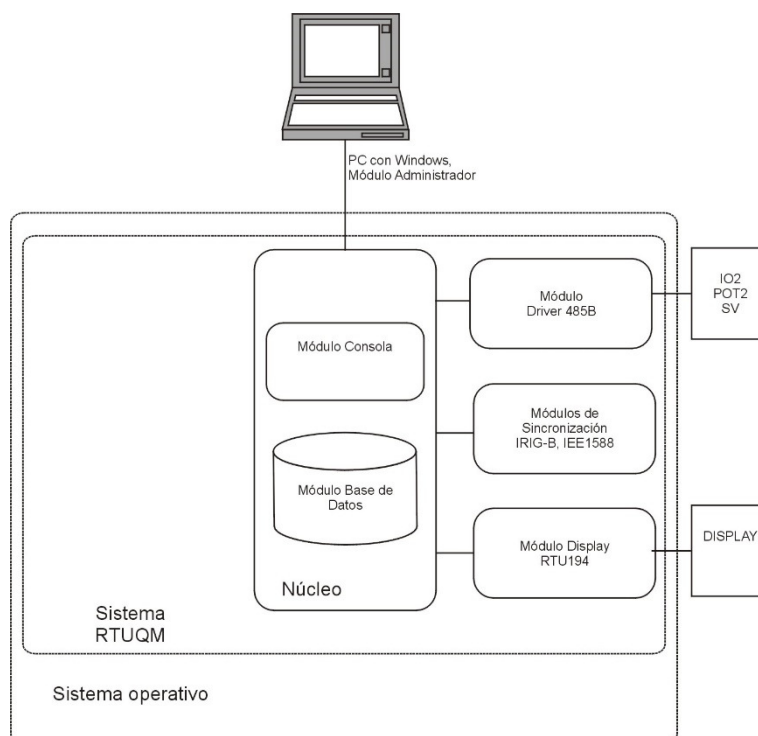 PC con Windows,
Módulo Administrador
IO2
POT2
SV
Módulo
Driver 485B
Módulo Consola
Módulos de
Sincronización
IRIG-B, IEE1588
Módulo Base de
Datos
Módulo Display
RTU194
DISPLAY
Núcleo
Sistema
RTUQM
Sistema operativo